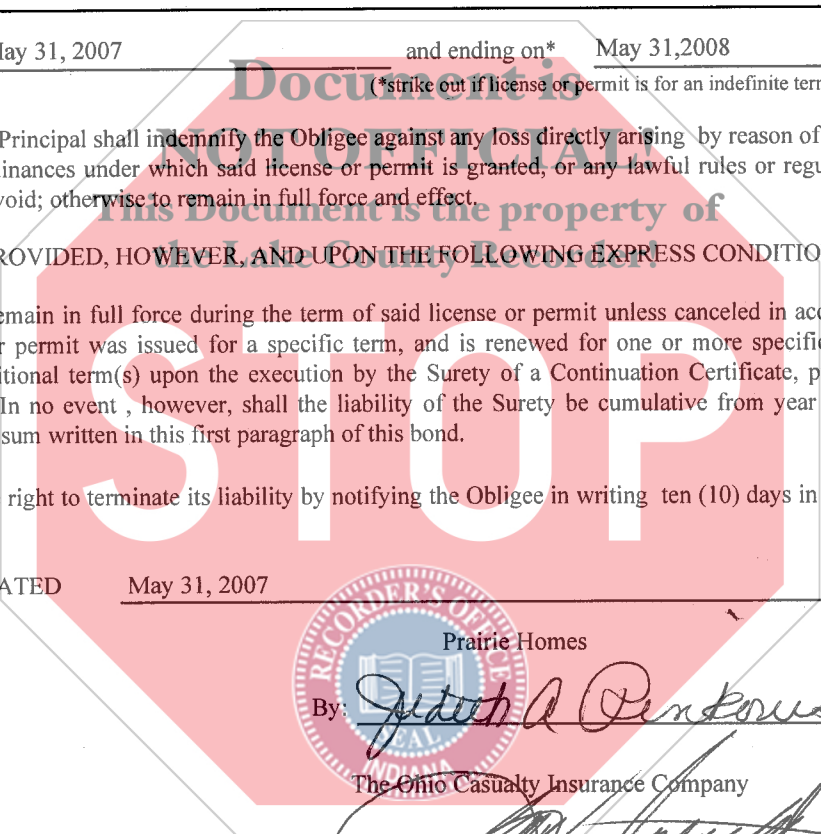 May 31, 2007 and ending on* May 31,2008
(*strike out if license or permit is for an indefinite term
Document is
Principal shall indemnify the Obligee against any loss directly arising by reason of
NOT OFFICIAL!
inances under which said license or permit is granted, or any lawful rules or regu
void; otherwise to remain in full force and effect.
This Document is the property of
the Lake County Recorder!
ROVIDED, HOWEVER, AND UPON THE FOLLOWING EXPRESS CONDITIO
emain in full force during the term of said license or permit unless canceled in acc
r permit was issued for a specific term, and is renewed for one or more specific
itional term(s) upon the execution by the Surety of a Continuation Certificate, p
In no event , however, shall the liability of the Surety be cumulative from year
sum written in this first paragraph of this bond.
STOP
right to terminate its liability by notifying the Obligee in writing ten (10) days in
ATED May 31, 2007
RECORDER'S OFFICE
Prairie Homes
By: Judith A
SEAL
INDIANA
The Ohio Casualty Insurance Company